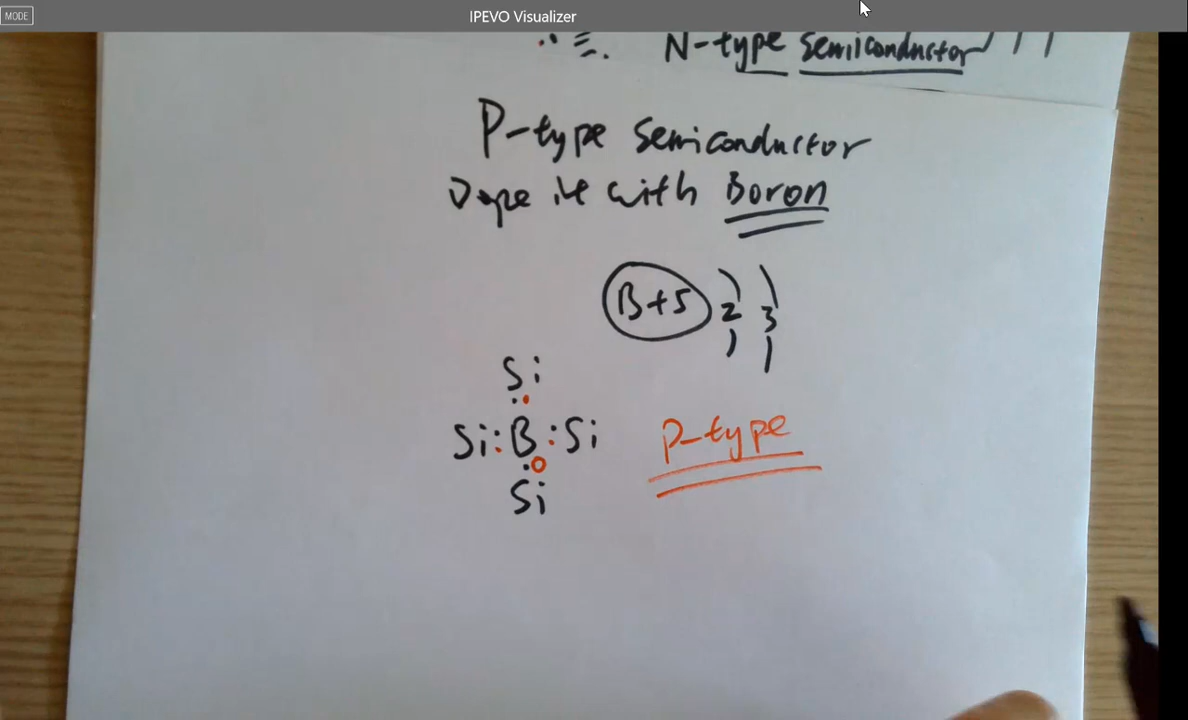 MODE
IPEVO Visualizer
N-type semiconductor
P-type semiconductor
Dope it with Boron
B+5 2 3
Si
Si : B : Si
P-type
Si